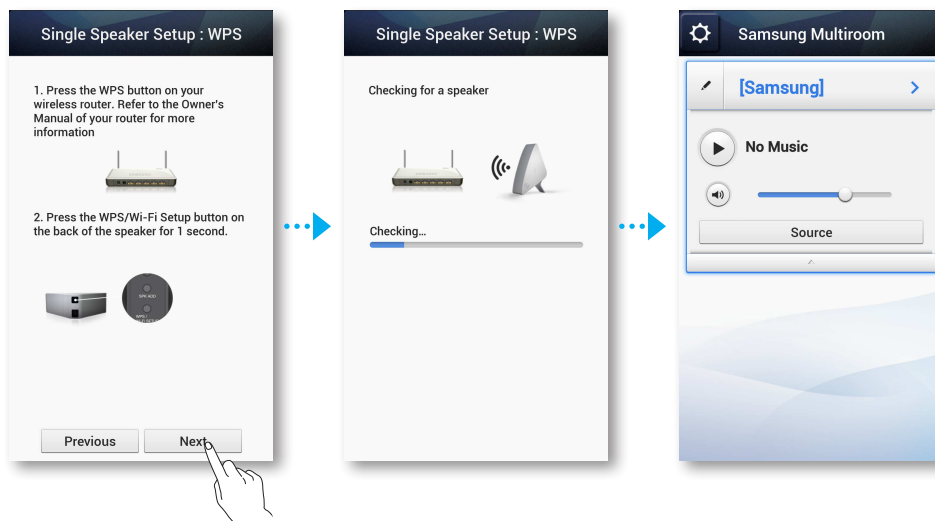 Single Speaker Setup : WPS
1. Press the WPS button on your
wireless router. Refer to the Owner's
Manual of your router for more
information
2. Press the WPS/Wi-Fi Setup button on
the back of the speaker for 1 second.
SPK ADD
WPS /
Previous
Next
Single Speaker Setup : WPS
Checking for a speaker
Checking...
Samsung Multiroom
[Samsung]
No Music
Source